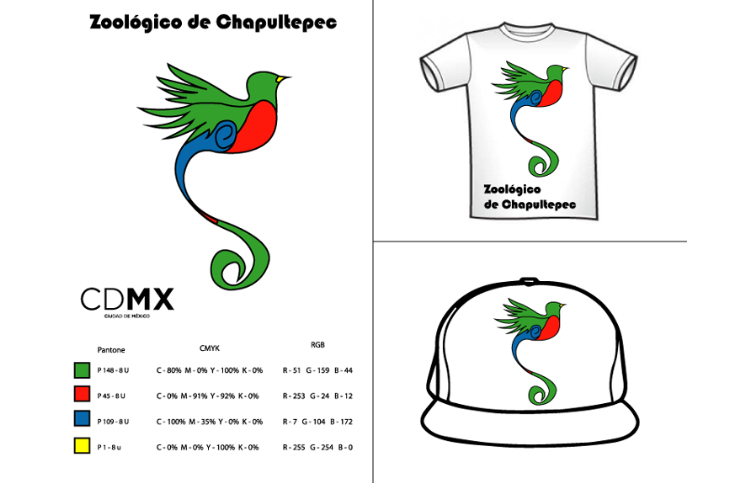 Zoológico de Chapultepec
CDMX
CIUDAD DE MÉXICO
Pantone CMYK RGB
P 148 - 8 U C - 80% M - 0% Y - 100% K - 0% R - 51 G - 159 B - 44
P 45 - 8 U C - 0% M - 91% Y - 92% K - 0% R - 253 G - 24 B - 12
P 109 - 8 U C - 100% M - 35% Y - 0% K - 0% R - 7 G - 104 B - 172
P 1 - 8 u C - 0% M - 0% Y - 100% K - 0% R - 255 G - 254 B - 0
Zoológico
de Chapultepec